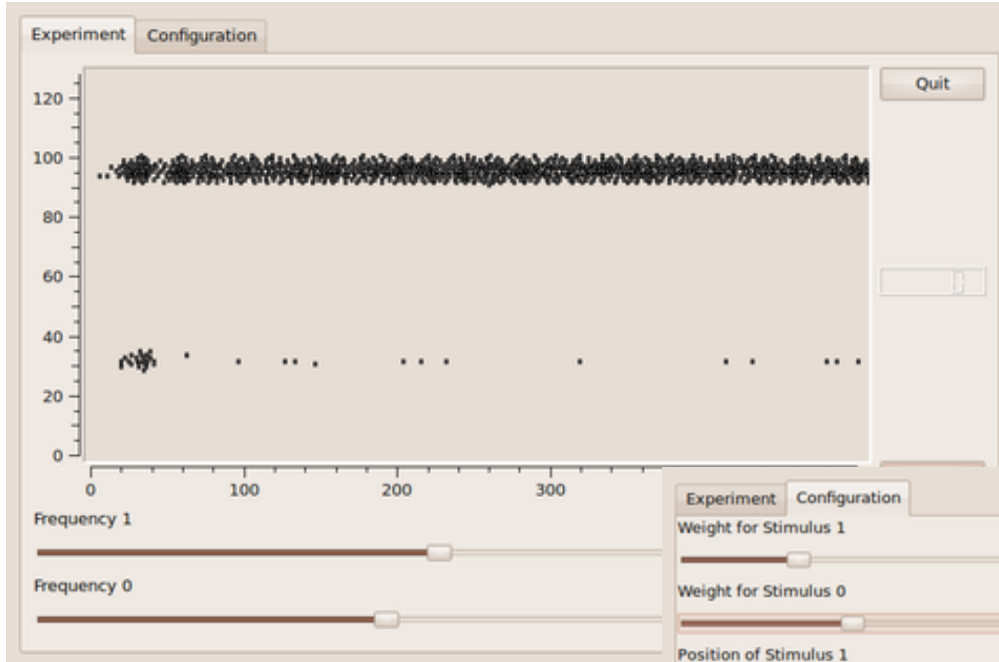 Experiment Configuration
Quit
120
100
80
60
40
20
0
0 100 200 300
Frequency 1
Frequency 0
Experiment Configuration
Weight for Stimulus 1
Weight for Stimulus 0
Position of Stimulus 1